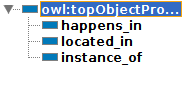 owl:topObjectPro...
happens_in
located_in
instance_of